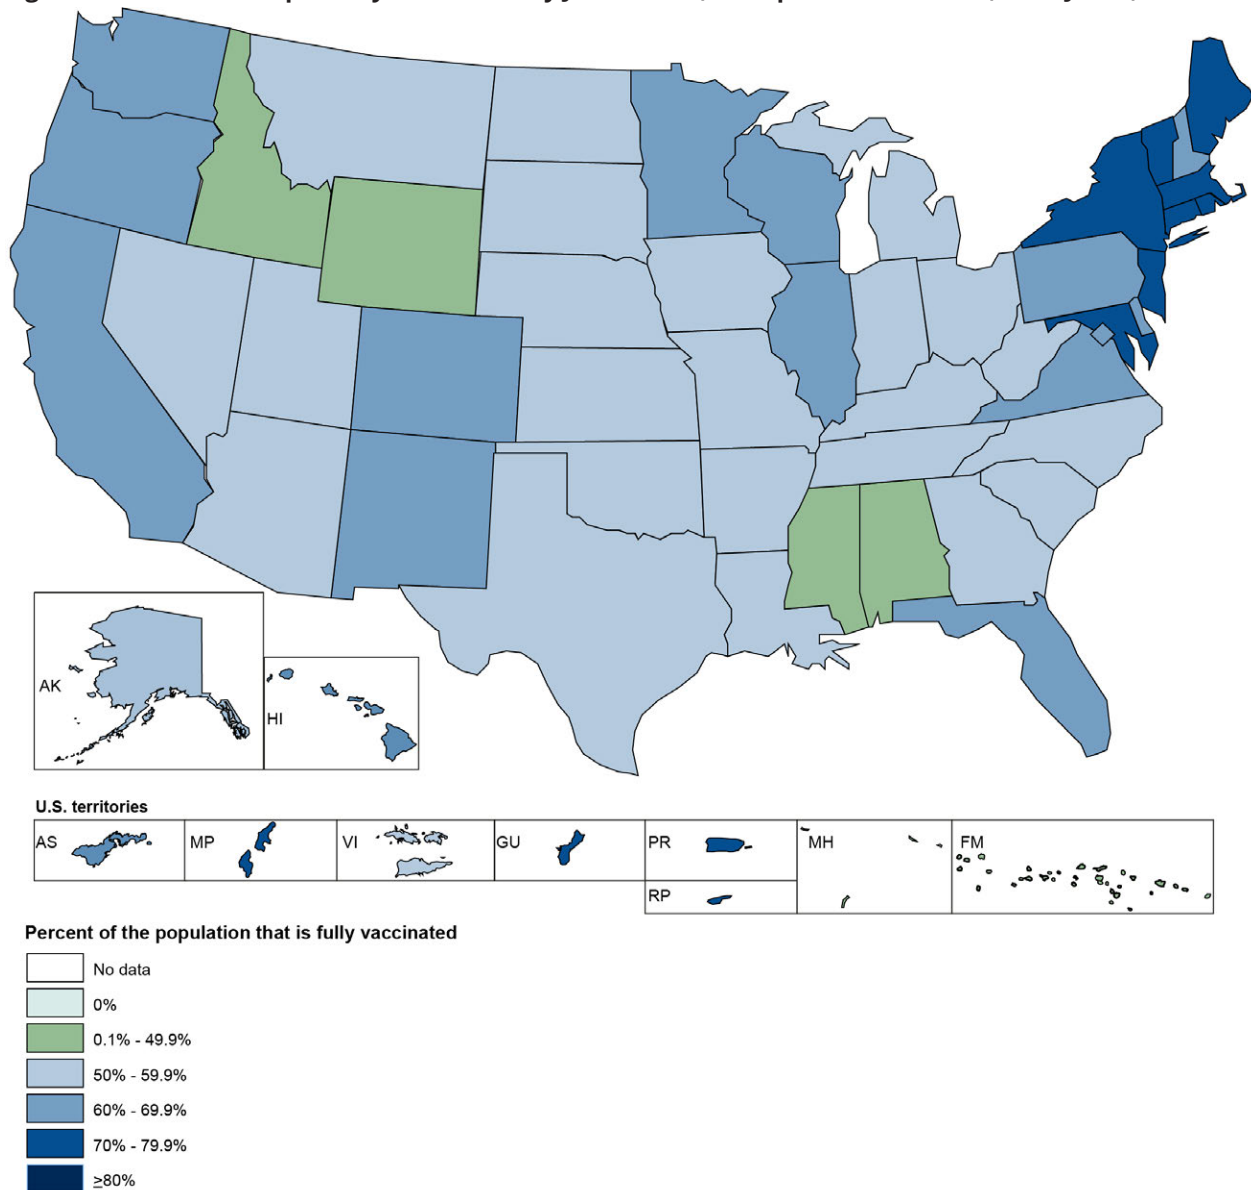 AK
HI
U.S. territories
AS
MP
VI
GU
PR
MH
FM
RP
Percent of the population that is fully vaccinated
No data
0%
0.1% - 49.9%
50% - 59.9%
60% - 69.9%
70% - 79.9%
≥80%